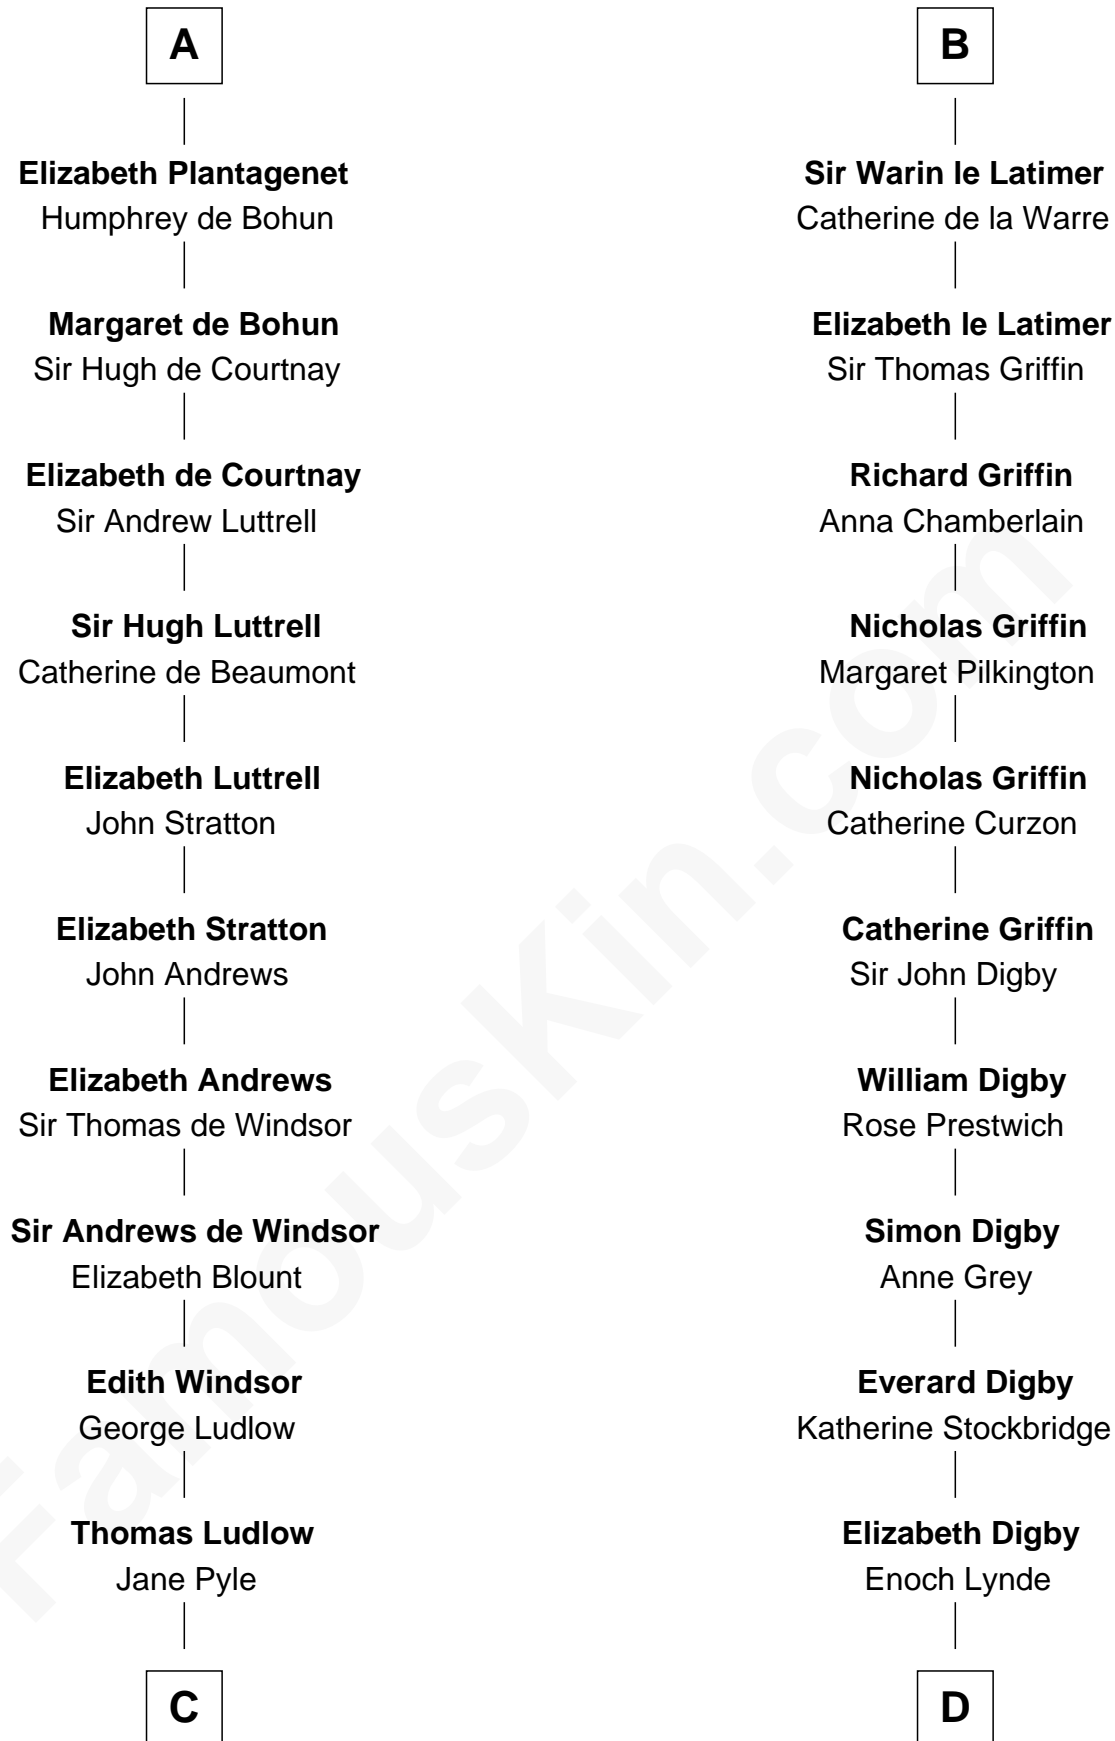 A
Elizabeth Plantagenet
Humphrey de Bohun
Margaret de Bohun
Sir Hugh de Courtnay
Elizabeth de Courtnay
Sir Andrew Luttrell
Sir Hugh Luttrell
Catherine de Beaumont
Elizabeth Luttrell
John Stratton
Elizabeth Stratton
John Andrews
Elizabeth Andrews
Sir Thomas de Windsor
Sir Andrews de Windsor
Elizabeth Blount
Edith Windsor
George Ludlow
Thomas Ludlow
Jane Pyle
C
B
Sir Warin le Latimer
Catherine de la Warre
Elizabeth le Latimer
Sir Thomas Griffin
Richard Griffin
Anna Chamberlain
Nicholas Griffin
Margaret Pilkington
Nicholas Griffin
Catherine Curzon
Catherine Griffin
Sir John Digby
William Digby
Rose Prestwich
Simon Digby
Anne Grey
Everard Digby
Katherine Stockbridge
Elizabeth Digby
Enoch Lynde
D
FamousKin.com